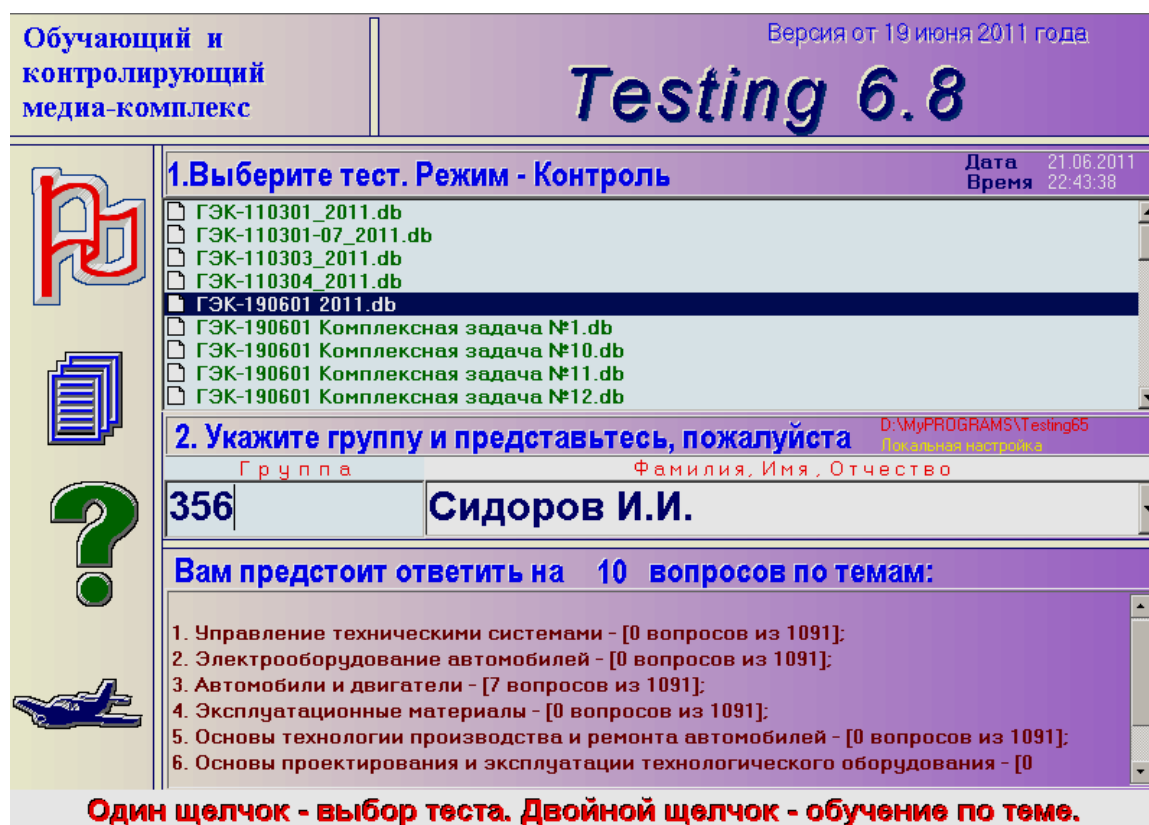 Обучающий и
контролирующий
медиа-комплекс
Версия от 19 июня 2011 года
Testing 6.8
1.Выберите тест. Режим - Контроль
Дата 21.06.2011
Время 22:43:38
ГЭК-110301_2011.db
ГЭК-110301-07_2011.db
ГЭК-110303_2011.db
ГЭК-110304_2011.db
ГЭК-190601 2011.db
ГЭК-190601 Комплексная задача №1.db
ГЭК-190601 Комплексная задача №10.db
ГЭК-190601 Комплексная задача №11.db
ГЭК-190601 Комплексная задача №12.db
2. Укажите группу и представьтесь, пожалуйста
D:\MyPROGRAMS\Testing65
Локальная настройка
Группа Фамилия, Имя, Отчество
356 Сидоров И.И.
Вам предстоит ответить на 10 вопросов по темам:
1. Управление техническими системами - [0 вопросов из 1091];
2. Электрооборудование автомобилей - [0 вопросов из 1091];
3. Автомобили и двигатели - [7 вопросов из 1091];
4. Эксплуатационные материалы - [0 вопросов из 1091];
5. Основы технологии производства и ремонта автомобилей - [0 вопросов из 1091];
6. Основы проектирования и эксплуатации технологического оборудования - [0
Один щелчок - выбор теста. Двойной щелчок - обучение по теме.